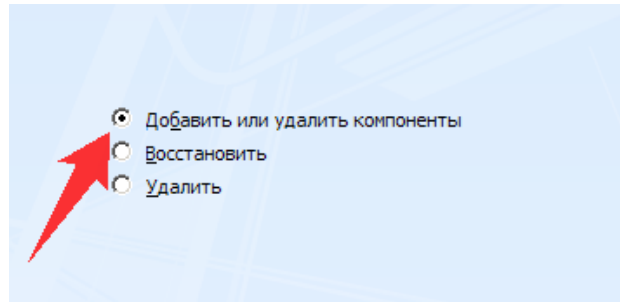 Добавить или удалить компоненты
Восстановить
Удалить